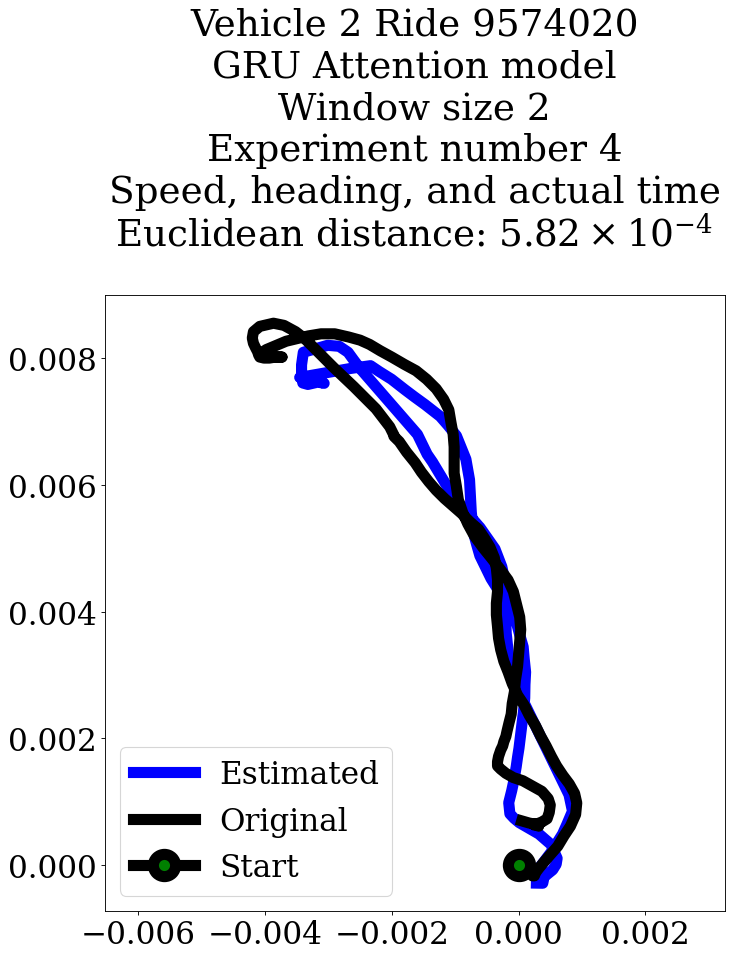 Vehicle 2 Ride 9574020
GRU Attention model
Window size 2
Experiment number 4
Speed, heading, and actual time
Euclidean distance: 5.82 × 10⁻⁴
0.008
0.006
0.004
0.002
0.000
Estimated
Original
Start
−0.006 −0.004 −0.002 0.000 0.002